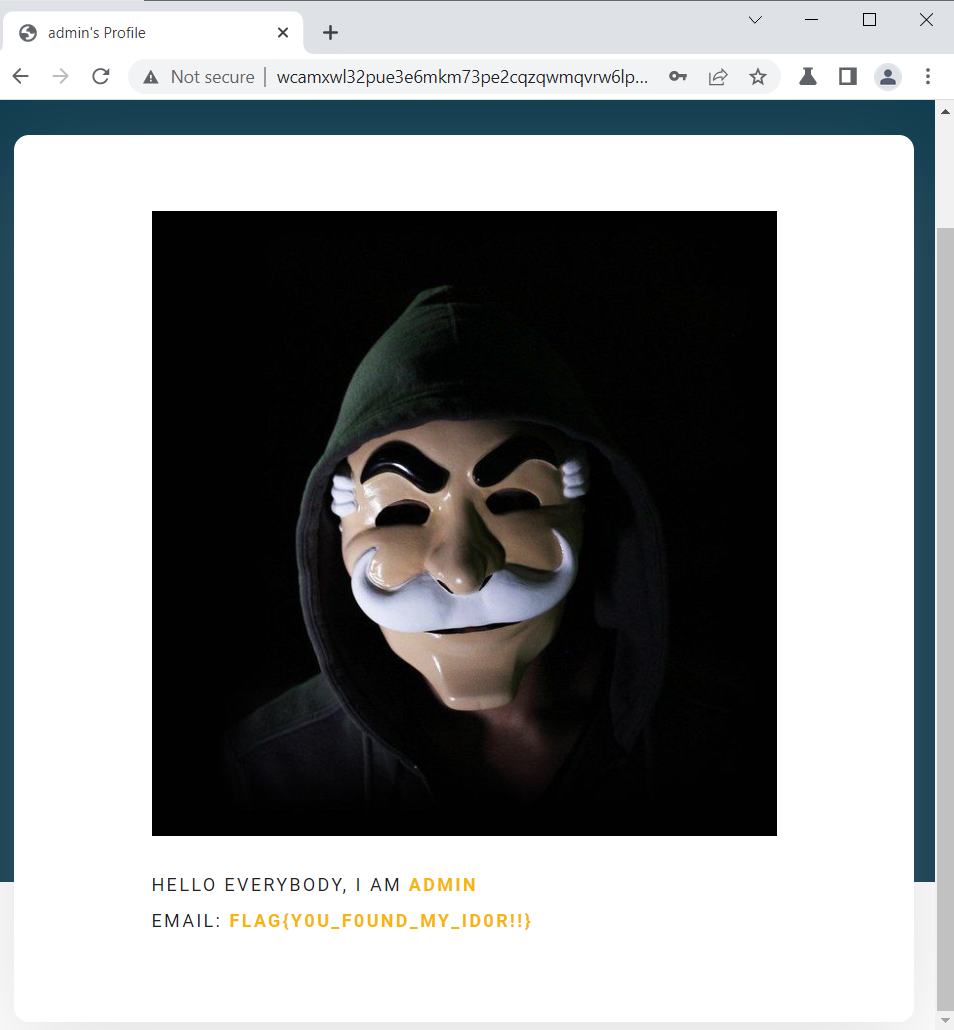 admin's Profile
Not secure
wcamxwl32pue3e6mkm73pe2cqzqwmqvrw6lp...
HELLO EVERYBODY, I AM ADMIN
EMAIL: FLAG{Y0U_F0UND_MY_ID0R!!}